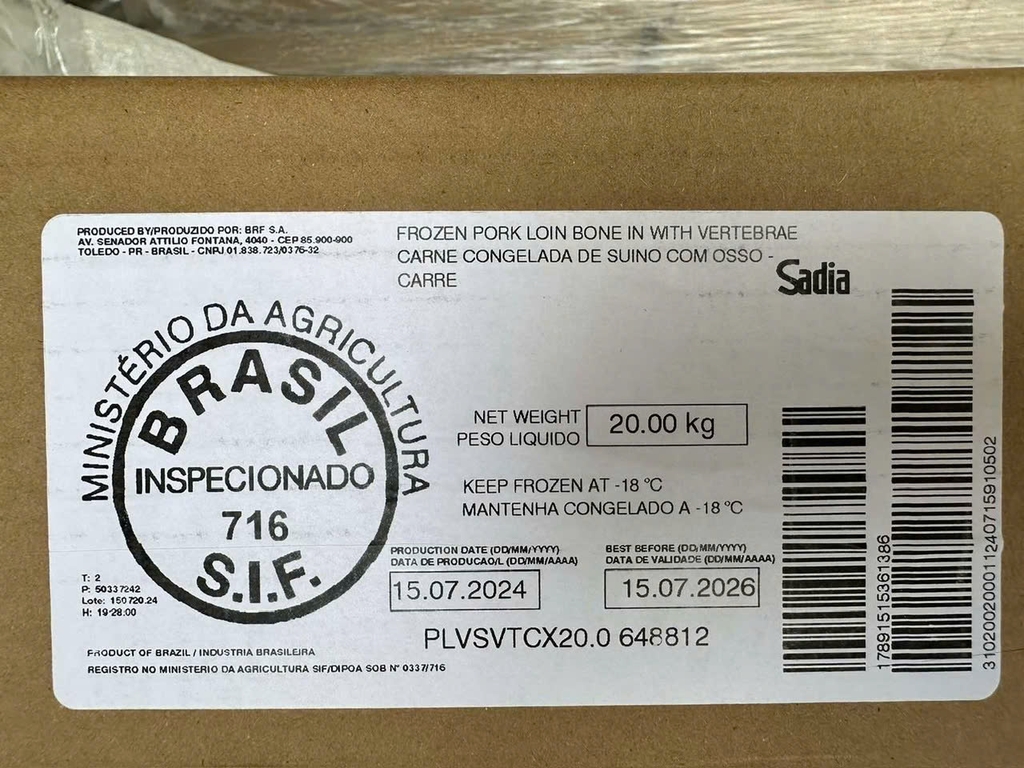 PRODUCED BY/PRODUZIDO POR: BRF S.A.
AV. SENADOR ATTILIO FONTANA, 4040 - CEP 85.900-900
TOLEDO - PR - BRASIL - CNPJ 01.838.723/0376-32
FROZEN PORK LOIN BONE IN WITH VERTEBRAE
CARNE CONGELADA DE SUINO COM OSSO -
CARRE
Sadia
MINISTÉRIO DA AGRICULTURA
BRASIL
INSPECIONADO
716
S.I.F.
NET WEIGHT
PESO LIQUIDO
20.00 kg
KEEP FROZEN AT -18 °C
MANTENHA CONGELADO A -18 °C
PRODUCTION DATE (DD/MM/YYYY)
DATA DE PRODUCAO/L (DD/MM/AAAA)
15.07.2024
BEST BEFORE (DD/MM/YYYY)
DATA DE VALIDADE (DD/MM/AAAA)
15.07.2026
PLVSVTCX20.0 648812
T: 2
P: 50337242
Lote: 150720.24
H: 19:28:00
PRODUCT OF BRAZIL / INDUSTRIA BRASILEIRA
REGISTRO NO MINISTERIO DA AGRICULTURA SIF/DIPOA SOB N° 0337/716
17891515361386
310200200011240715910502